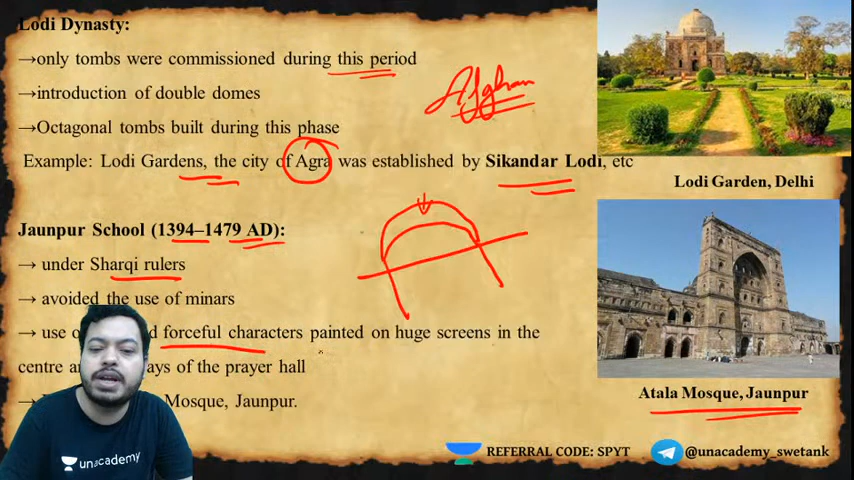 Lodi Dynasty:
→only tombs were commissioned during this period
→introduction of double domes
→Octagonal tombs built during this phase
Example: Lodi Gardens, the city of Agra was established by Sikandar Lodi, etc
Afghan
Lodi Garden, Delhi
Jaunpur School (1394–1479 AD):
→ under Sharqi rulers
→ avoided the use of minars
→ use forceful characters painted on huge screens in the
centre of the prayer hall
→ Mosque, Jaunpur.
Atala Mosque, Jaunpur
unacademy
REFERRAL CODE: SPYT
@unacademy_swetank